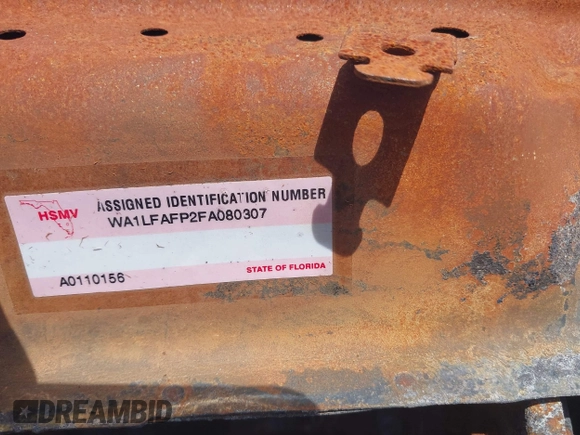 HSMV
ASSIGNED IDENTIFICATION NUMBER
WA1LFAFP2FA080307
A0110156
STATE OF FLORIDA
DREAMBID